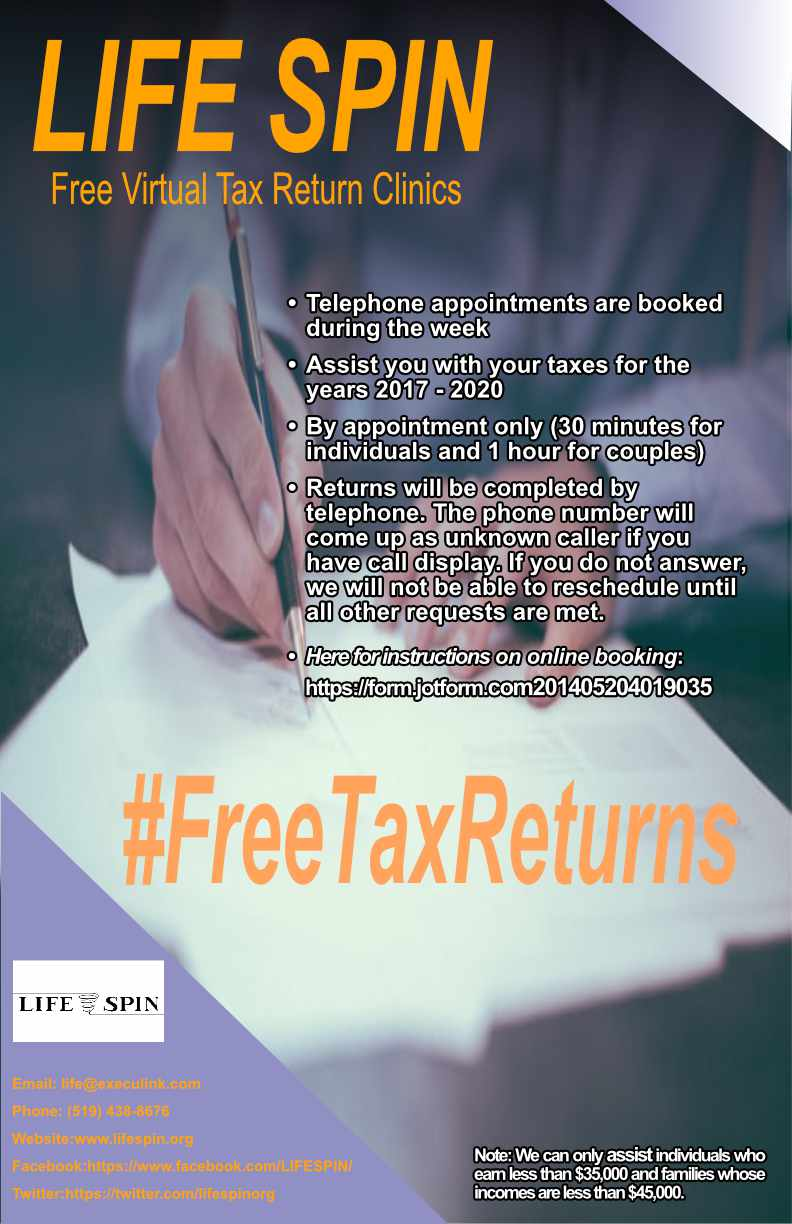 LIFE SPIN
Free Virtual Tax Return Clinics
• Telephone appointments are booked
during the week
• Assist you with your taxes for the
years 2017 - 2020
• By appointment only (30 minutes for
individuals and 1 hour for couples)
• Returns will be completed by
telephone. The phone number will
come up as unknown caller if you
have call display. If you do not answer,
we will not be able to reschedule until
all other requests are met.
• Here for instructions on online booking:
https://form.jotform.com201405204019035
#FreeTaxReturns
LIFE SPIN
Email: life@execulink.com
Phone: (519) 438-8676
Website:www.lifespin.org
Facebook:https://www.facebook.com/LIFESPIN/
Twitter:https://twitter.com/lifespinorg
Note: We can only assist individuals who
earn less than $35,000 and families whose
incomes are less than $45,000.